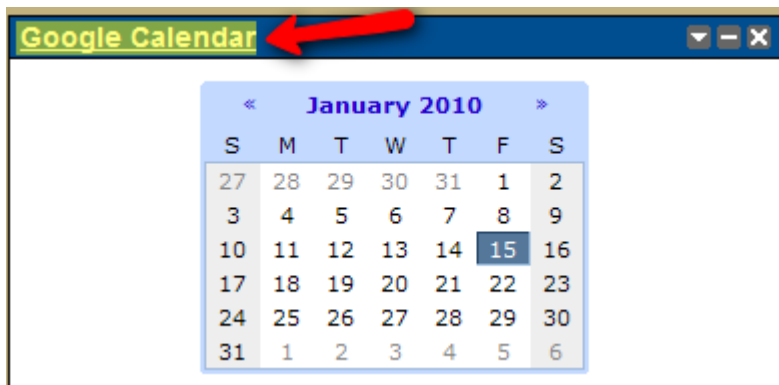 Google Calendar
« January 2010 »
S M T W T F S
27 28 29 30 31 1 2
3 4 5 6 7 8 9
10 11 12 13 14 15 16
17 18 19 20 21 22 23
24 25 26 27 28 29 30
31 1 2 3 4 5 6